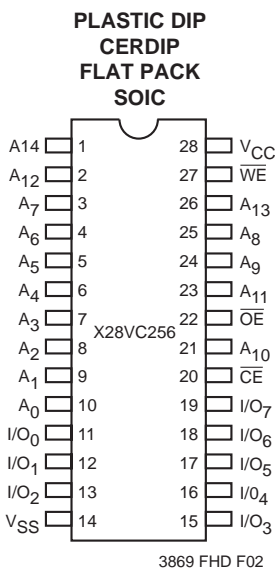 PLASTIC DIP
CERDIP
FLAT PACK
SOIC
A14 1 28 VCC
A12 2 27 WE
A7 3 26 A13
A6 4 25 A8
A5 5 24 A9
A4 6 23 A11
A3 7 22 OE
X28VC256
A2 8 21 A10
A1 9 20 CE
A0 10 19 I/O7
I/O0 11 18 I/O6
I/O1 12 17 I/O5
I/O2 13 16 I/04
VSS 14 15 I/O3
3869 FHD F02